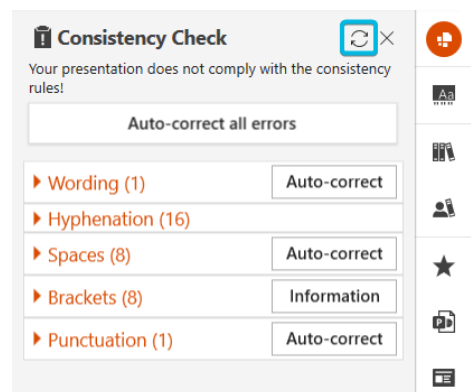 Consistency Check
Your presentation does not comply with the consistency
rules!
Auto-correct all errors
Wording (1) Auto-correct
Hyphenation (16)
Spaces (8) Auto-correct
Brackets (8) Information
Punctuation (1) Auto-correct
Aa